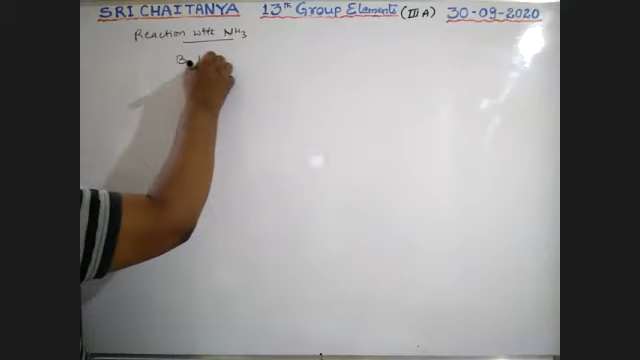 SRI CHAITANYA 13th Group Elements (III A) 30-09-2020
Reaction with NH3
B